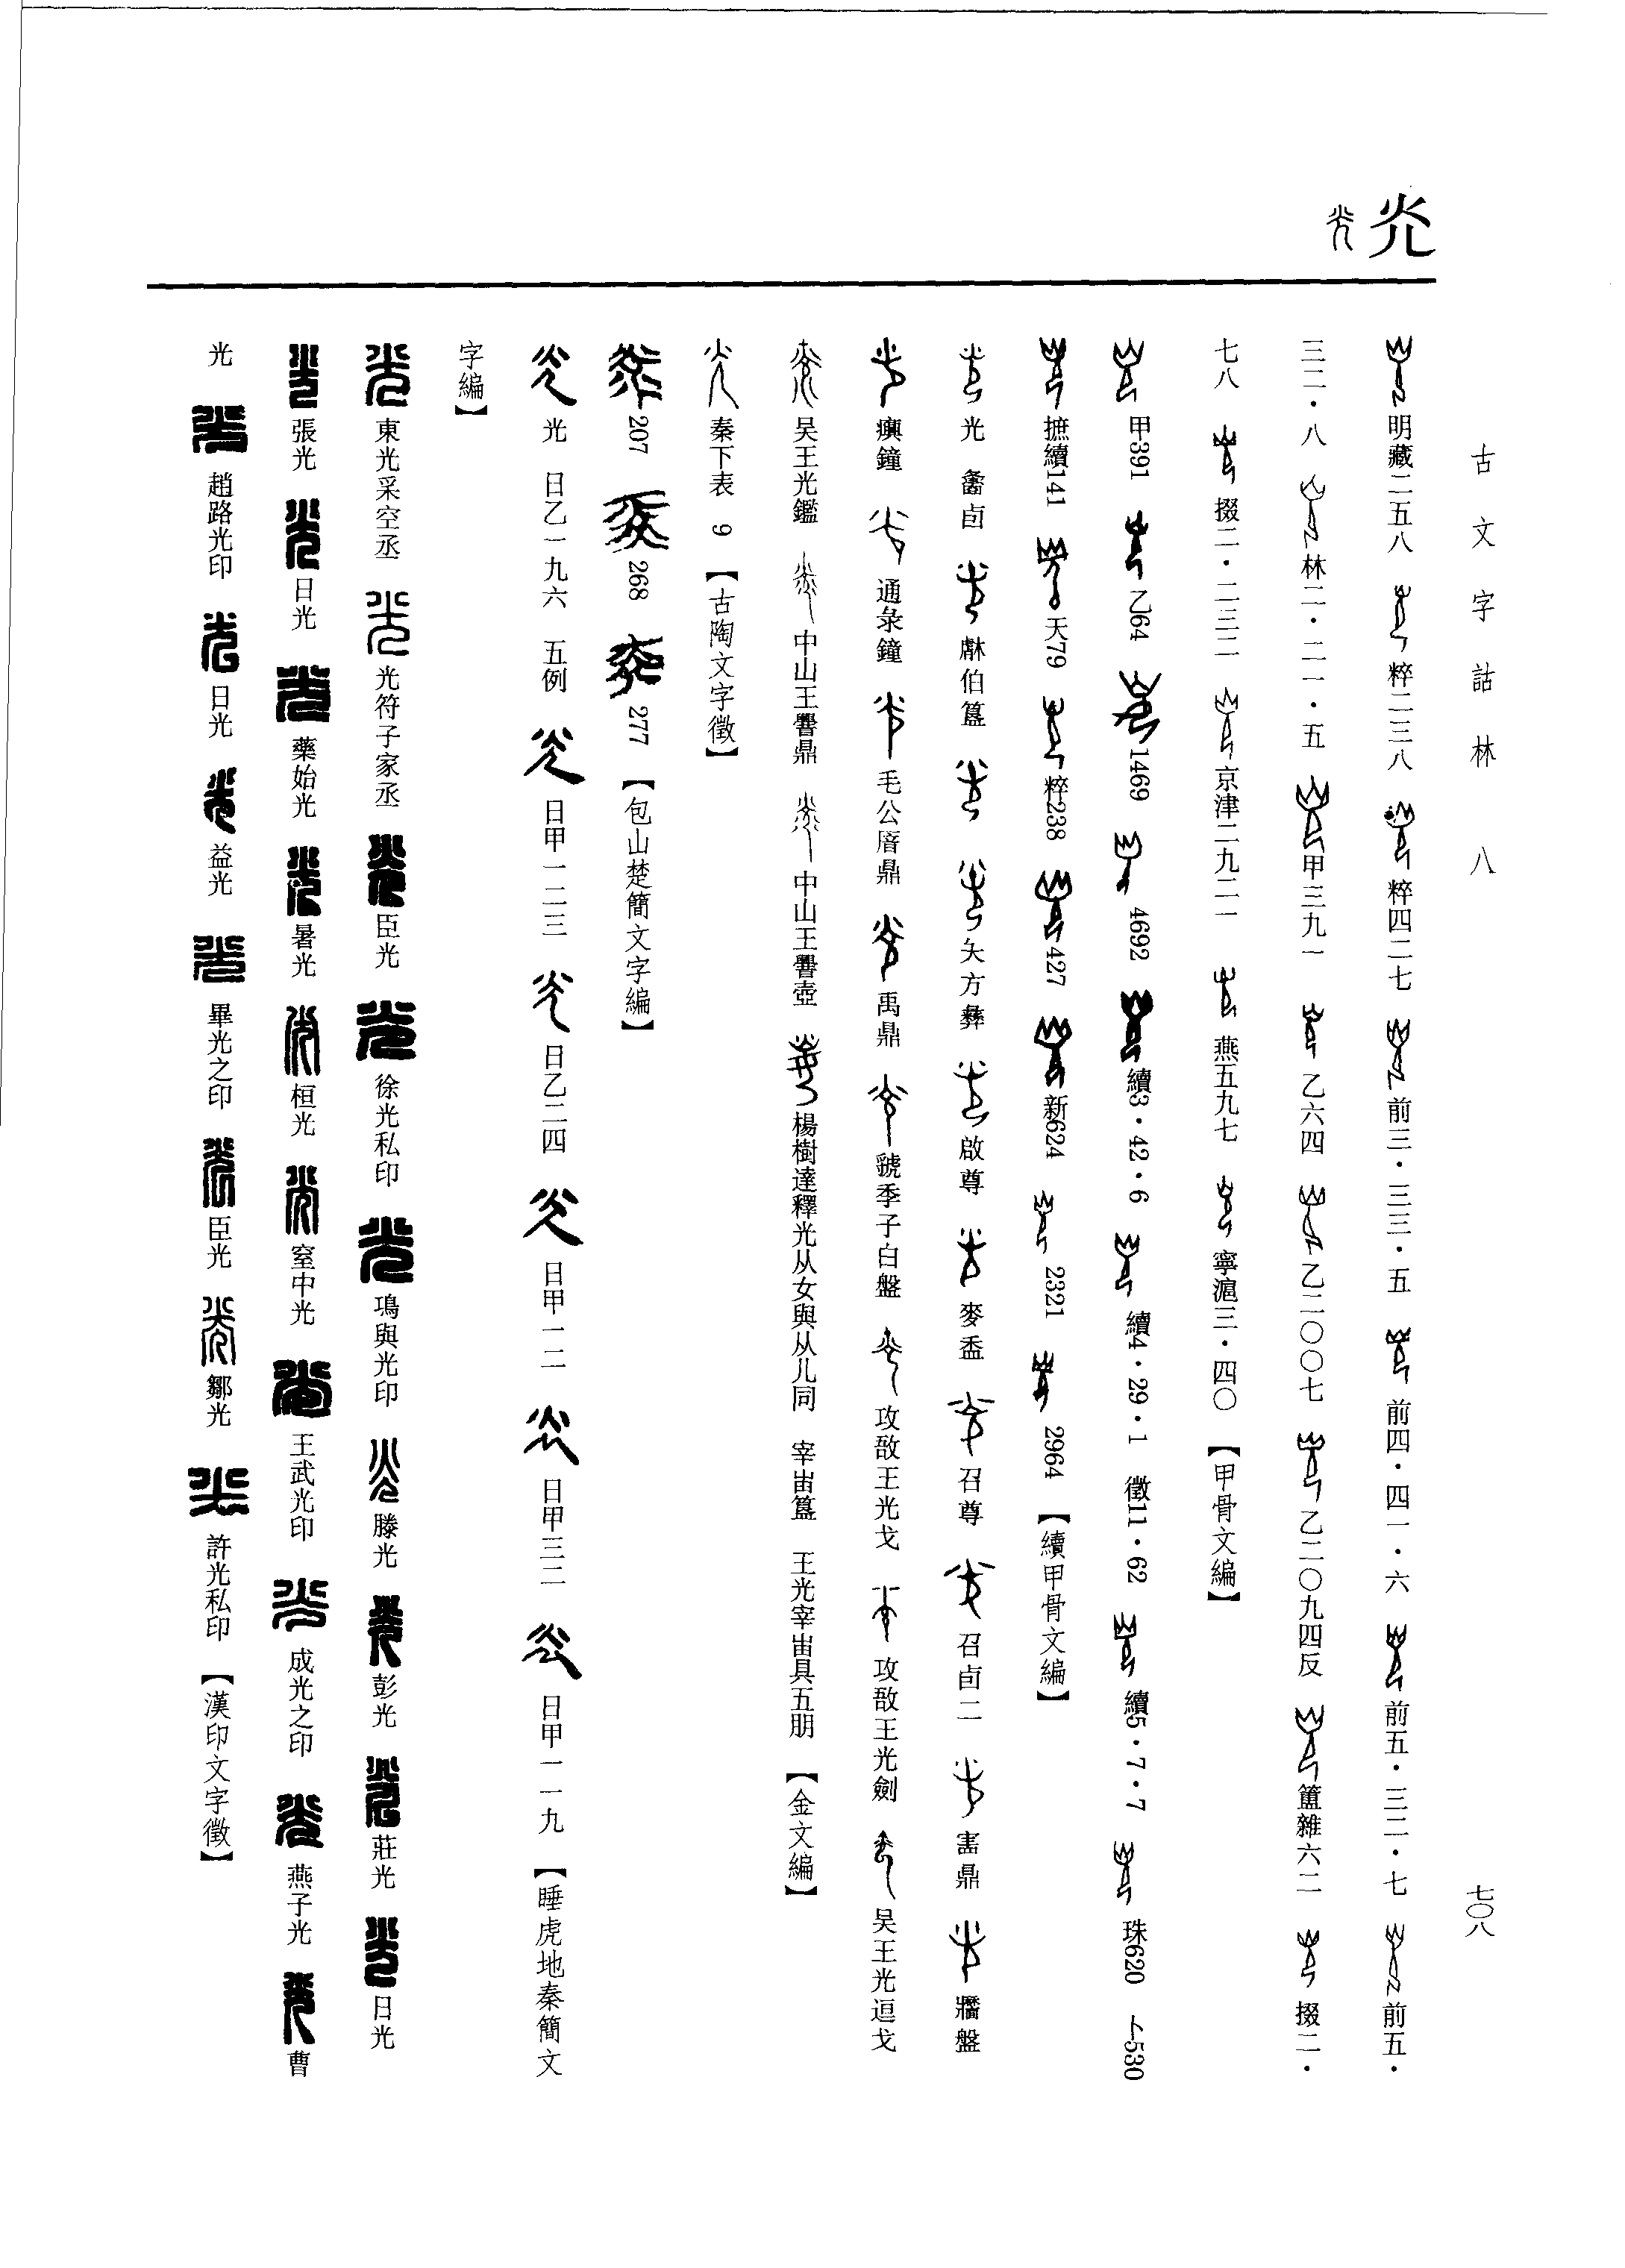 古文字詁林 八
七〇八
光
明藏二五八 粹二三八 粹四二七 前三·三三·五 前四·四一·六 前五·三二·七 前五·
三二·八 林二·二一·五 甲三九一 乙六四 乙二〇〇七 乙二〇九四反 簠雜六二 掇二·
七八 掇二·二三二 京津二九二一 燕五九七 寧滬三·四〇 【甲骨文編】
甲391 乙64 1469 4692 續3·42·6 續4·29·1 徵11·62 續5·7·7 珠620 卜530
摭續141 天79 粹238 427 新624 2321 2964 【續甲骨文編】
光 卣 㺇伯簋 矢方彝 啟尊 麥盉 召尊 召卣二 鼎 牆盤
𤼈鐘 通彔鐘 毛公㕌鼎 禹鼎 虢季子白盤 攻敔王光戈 攻敔王光劍 吴王光逗戈
吴王光鑑 中山王鼎 中山王壺 楊樹達釋光从女與从儿同 宰甶簋 王光宰甶具五朋 【金文編】
秦下表 9 【古陶文字徵】
207 268 277 【包山楚簡文字編】
光 日乙一九六 五例 日甲一二三 日乙二四 日甲一二 日甲三二 日甲一一九 【睡虎地秦簡文
字編】
東光采空丞 光符子家丞 臣光 徐光私印 鴻與光印 滕光 彭光 莊光 日光
張光 日光 藥始光 暑光 桓光 窒中光 王武光印 成光之印 燕子光 曹
光 趙路光印 日光 益光 畢光之印 臣光 鄒光 許光私印 【漢印文字徵】